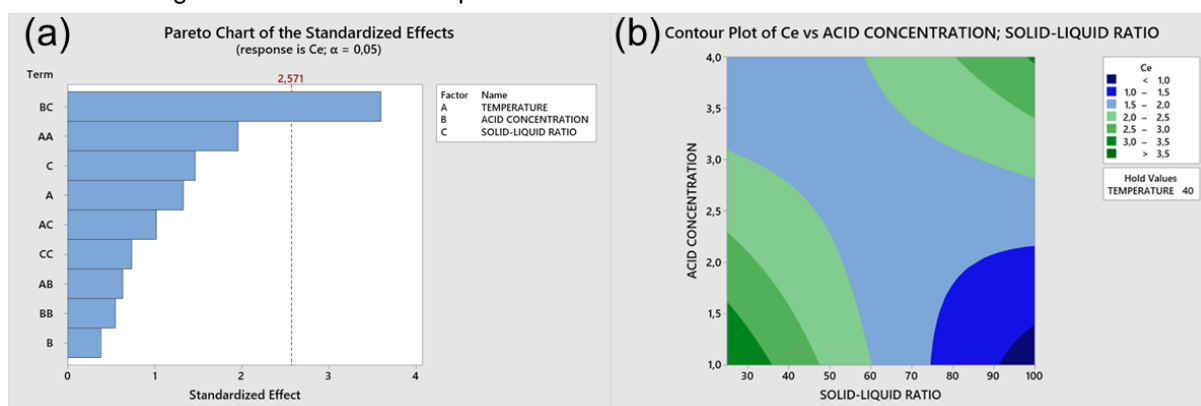 (a)
Pareto Chart of the Standardized Effects
(response is Ce; α = 0,05)
Term
2,571
BC
AA
C
A
AC
CC
AB
BB
B
0 1 2 3 4
Standardized Effect
Factor Name
A TEMPERATURE
B ACID CONCENTRATION
C SOLID-LIQUID RATIO
(b)
Contour Plot of Ce vs ACID CONCENTRATION; SOLID-LIQUID RATIO
4,0
3,5
3,0
2,5
2,0
1,5
1,0
ACID CONCENTRATION
30 40 50 60 70 80 90 100
SOLID-LIQUID RATIO
Ce
< 1,0
1,0 – 1,5
1,5 – 2,0
2,0 – 2,5
2,5 – 3,0
3,0 – 3,5
> 3,5
Hold Values
TEMPERATURE 40